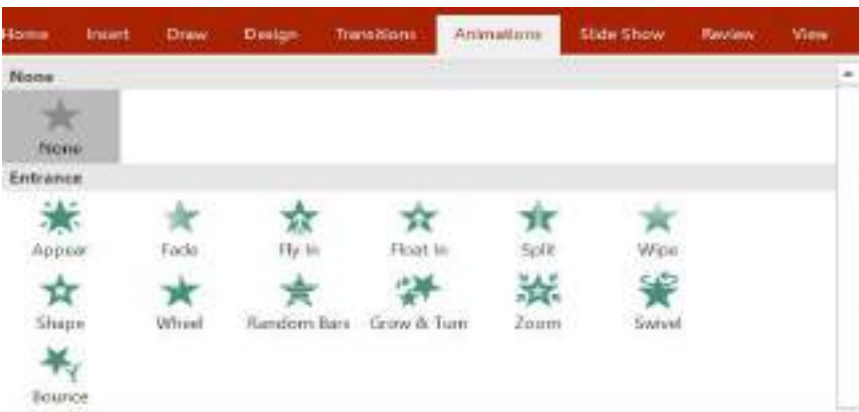 Home Insert Draw Design Transitions Animations Slide Show Review View
None
None
Entrance
Appear Fade Fly In Float In Split Wipe
Shape Wheel Random Bars Grow & Turn Zoom Swivel
Bounce